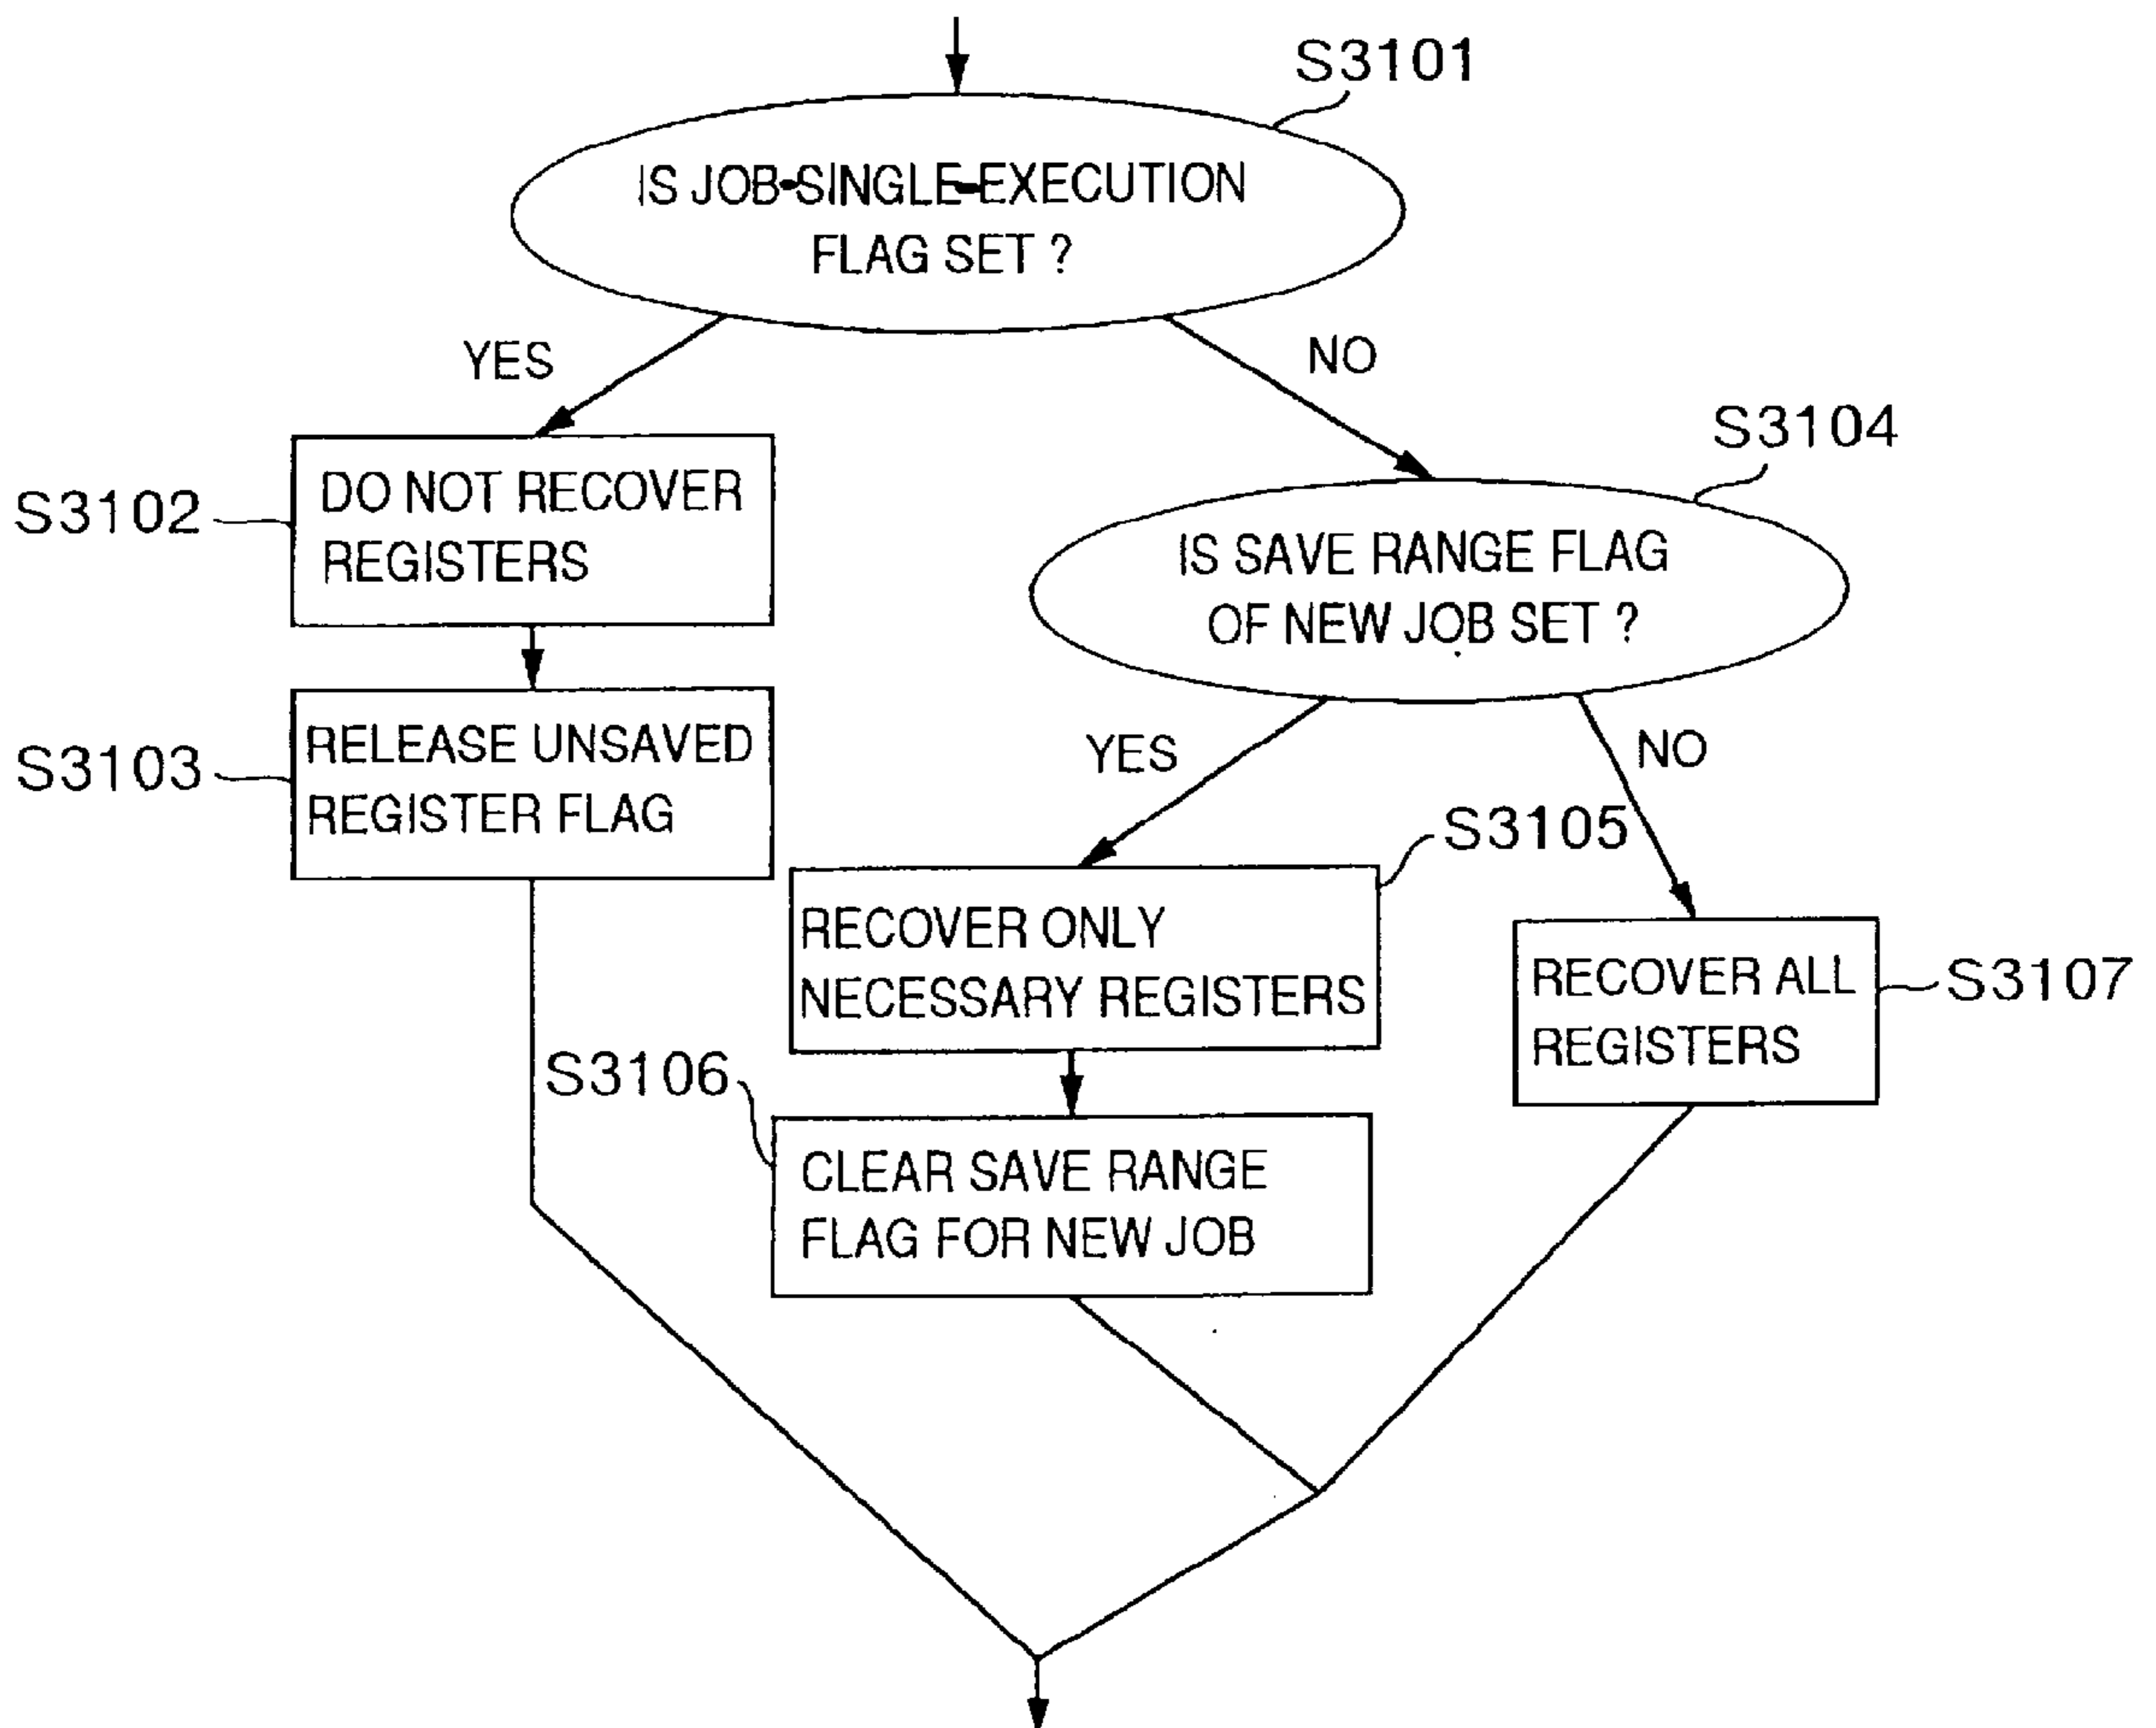 S3101
IS JOB-SINGLE-EXECUTION
FLAG SET ?
YES
NO
S3102
DO NOT RECOVER
REGISTERS
S3104
IS SAVE RANGE FLAG
OF NEW JOB SET ?
S3103
RELEASE UNSAVED
REGISTER FLAG
YES
NO
S3105
RECOVER ONLY
NECESSARY REGISTERS
RECOVER ALL
REGISTERS
S3107
S3106
CLEAR SAVE RANGE
FLAG FOR NEW JOB